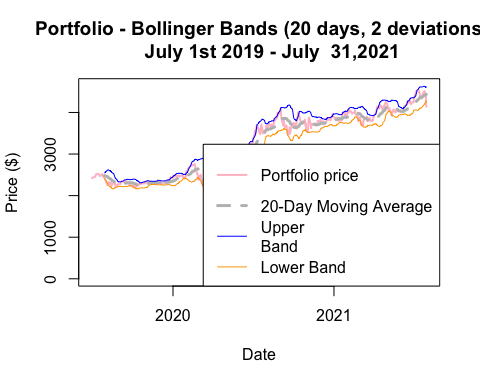 Portfolio - Bollinger Bands (20 days, 2 deviations
July 1st 2019 - July  31,2021
Price ($)
3000
1000
0
Portfolio price
20-Day Moving Average
Upper
Band
Lower Band
2020
2021
Date